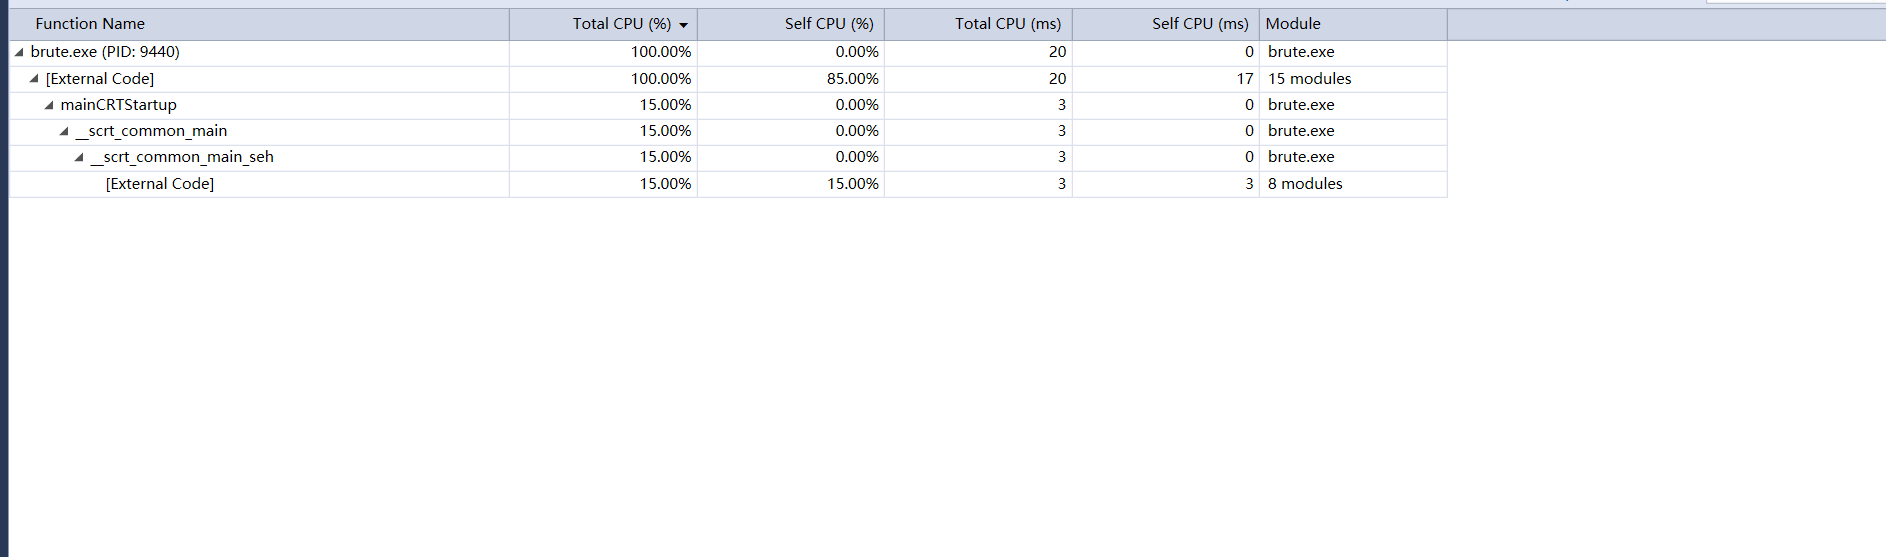 Function Name Total CPU (%) Self CPU (%) Total CPU (ms) Self CPU (ms) Module
brute.exe (PID: 9440) 100.00% 0.00% 20 0 brute.exe
[External Code] 100.00% 85.00% 20 17 15 modules
mainCRTStartup 15.00% 0.00% 3 0 brute.exe
__scrt_common_main 15.00% 0.00% 3 0 brute.exe
__scrt_common_main_seh 15.00% 0.00% 3 0 brute.exe
[External Code] 15.00% 15.00% 3 3 8 modules